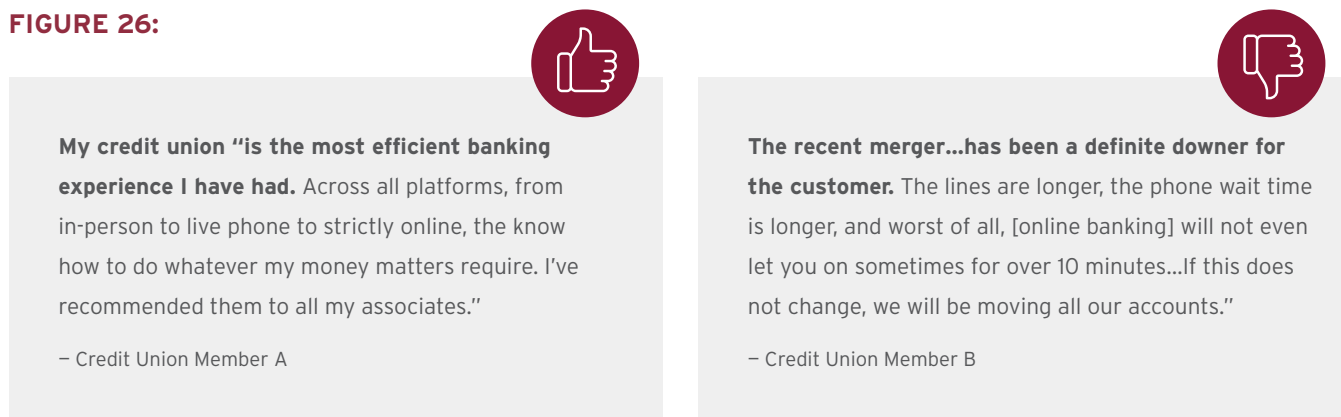 FIGURE 26:
My credit union “is the most efficient banking
experience I have had. Across all platforms, from
in-person to live phone to strictly online, the know
how to do whatever my money matters require. I’ve
recommended them to all my associates.”
— Credit Union Member A
The recent merger…has been a definite downer for
the customer. The lines are longer, the phone wait time
is longer, and worst of all, [online banking] will not even
let you on sometimes for over 10 minutes…If this does
not change, we will be moving all our accounts.”
— Credit Union Member B